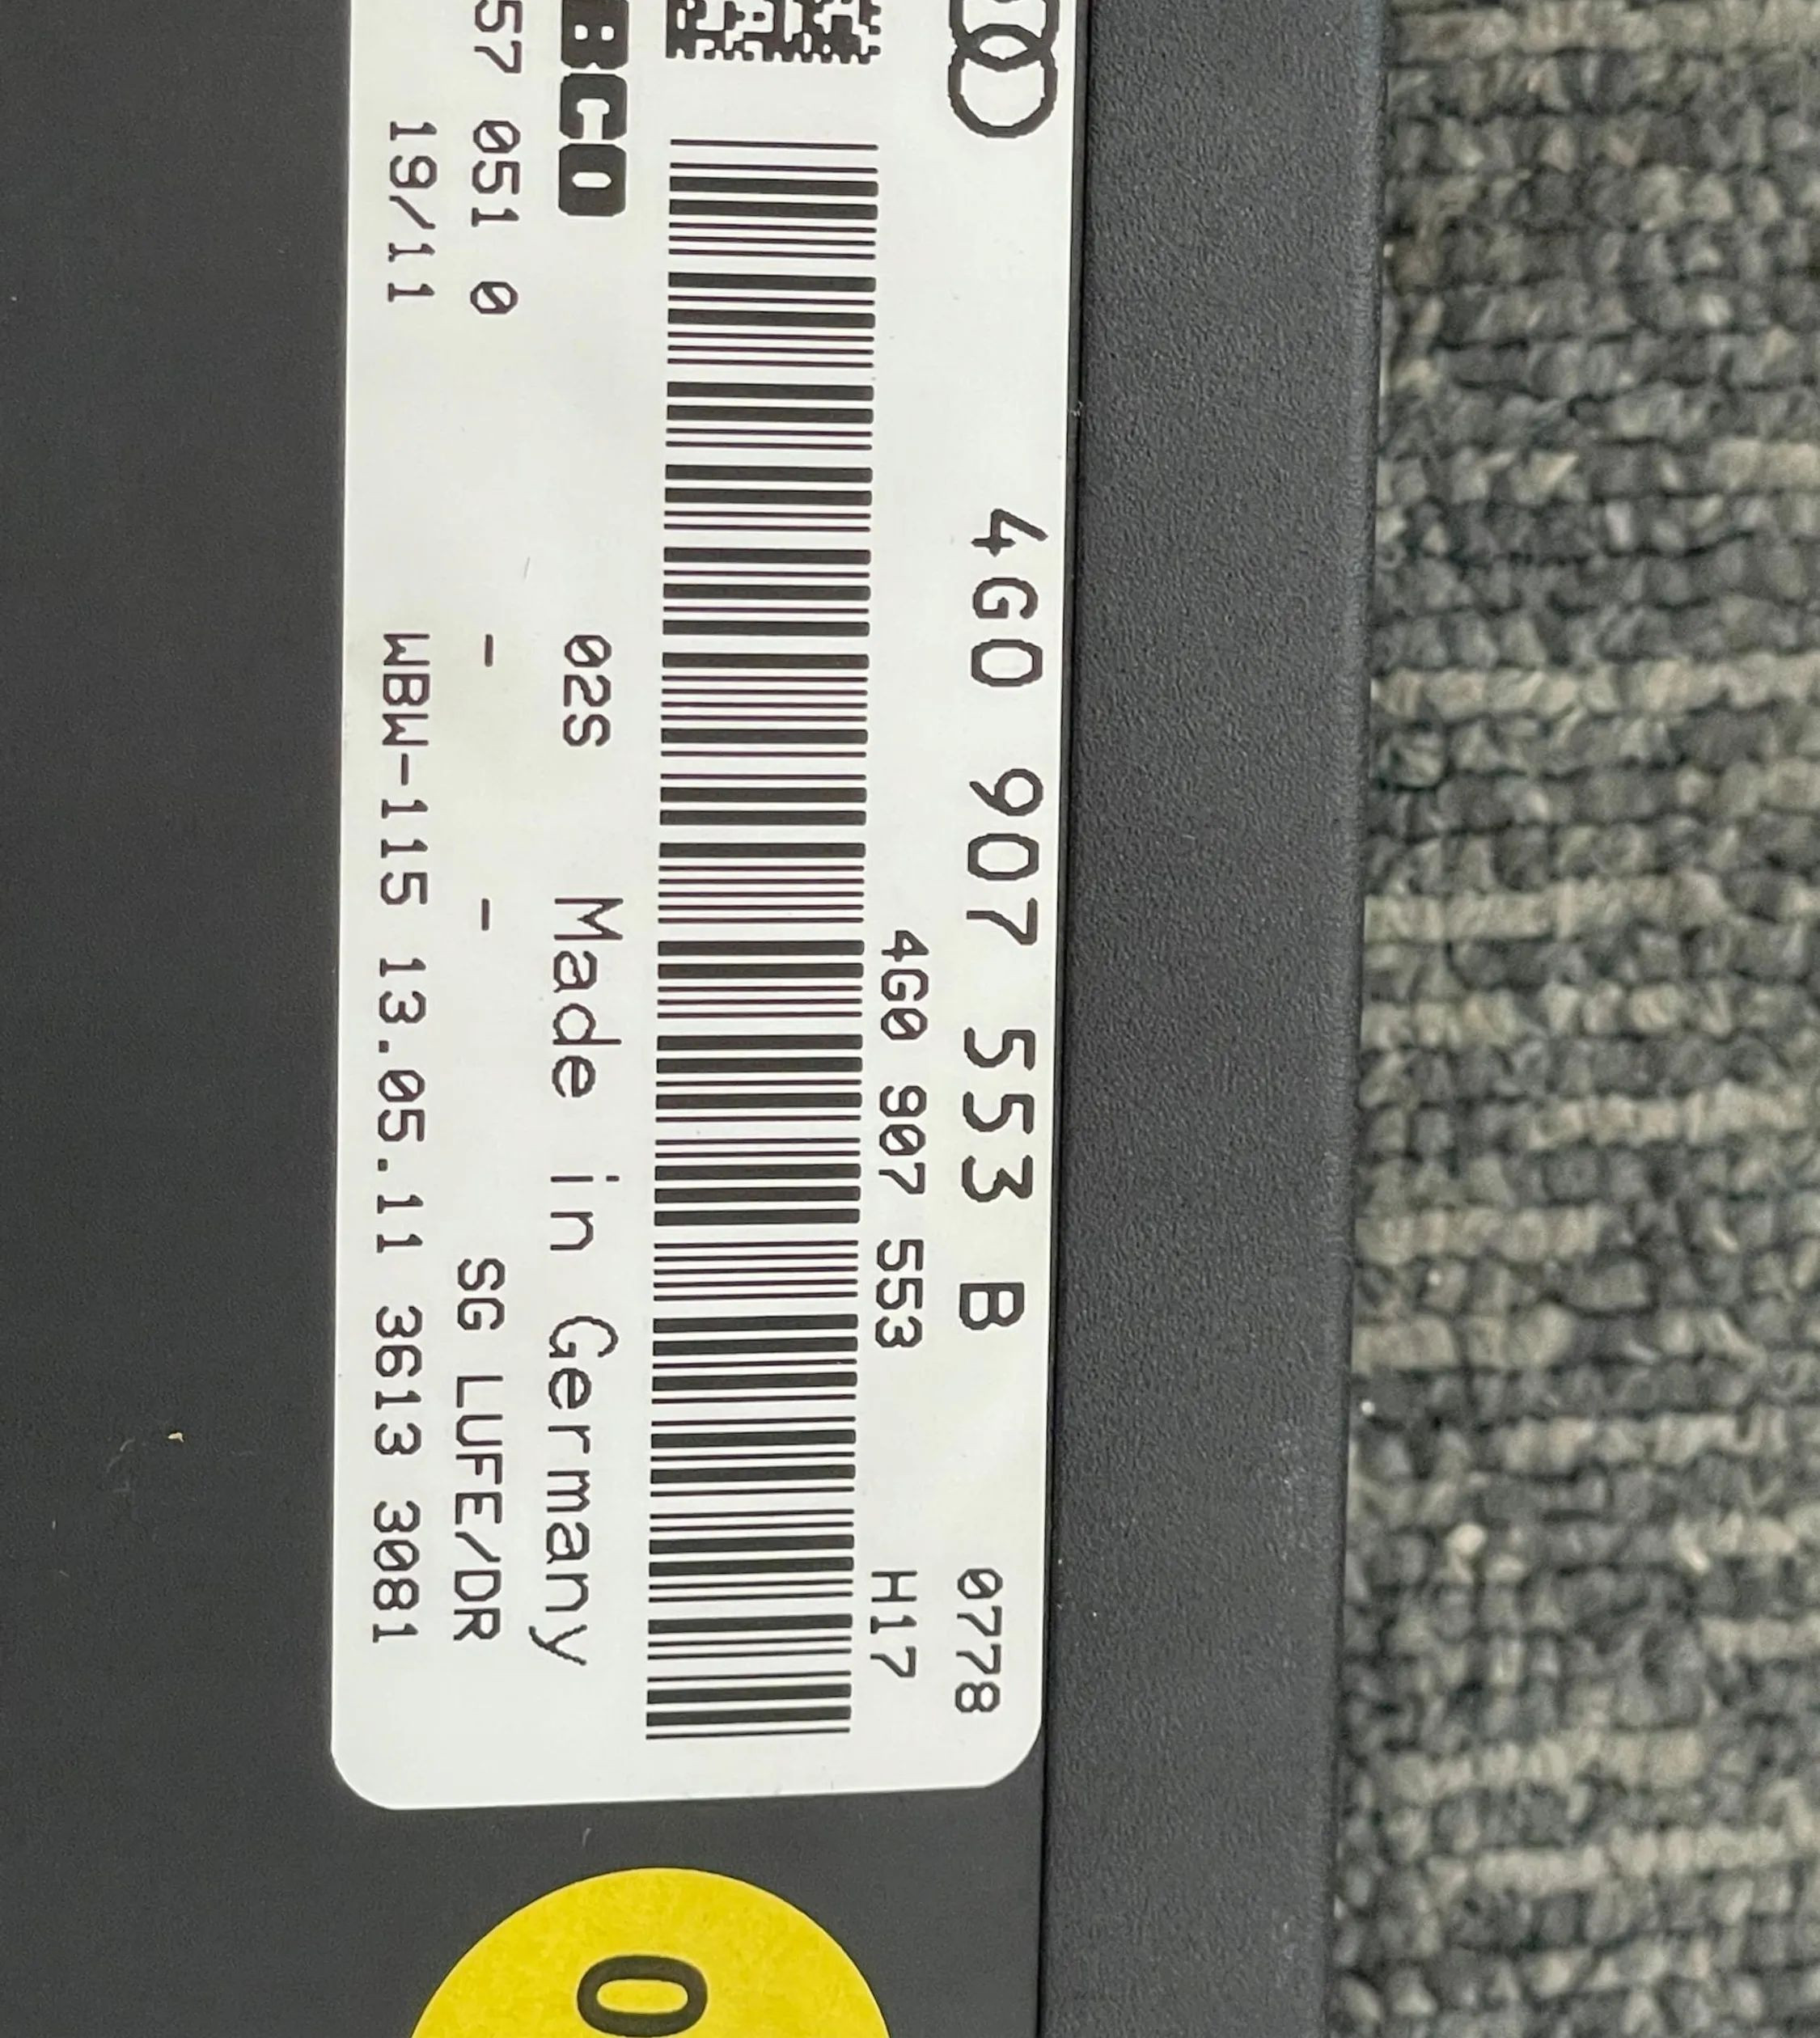 4G0 907 553 B 0778
4G0 907 553 H17
BCO 02S Made in Germany
57 051 0 - - SG LUFE/DR
19/11 WBW-115 13.05.11 3613 3081
0